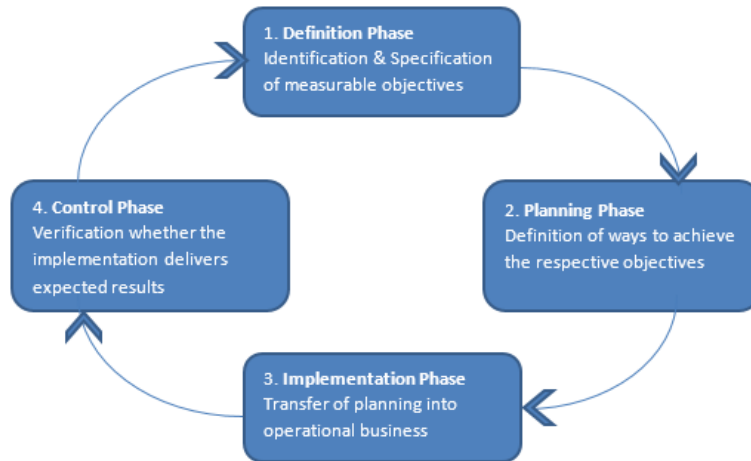 1. Definition Phase
Identification & Specification
of measurable objectives
2. Planning Phase
Definition of ways to achieve
the respective objectives
3. Implementation Phase
Transfer of planning into
operational business
4. Control Phase
Verification whether the
implementation delivers
expected results